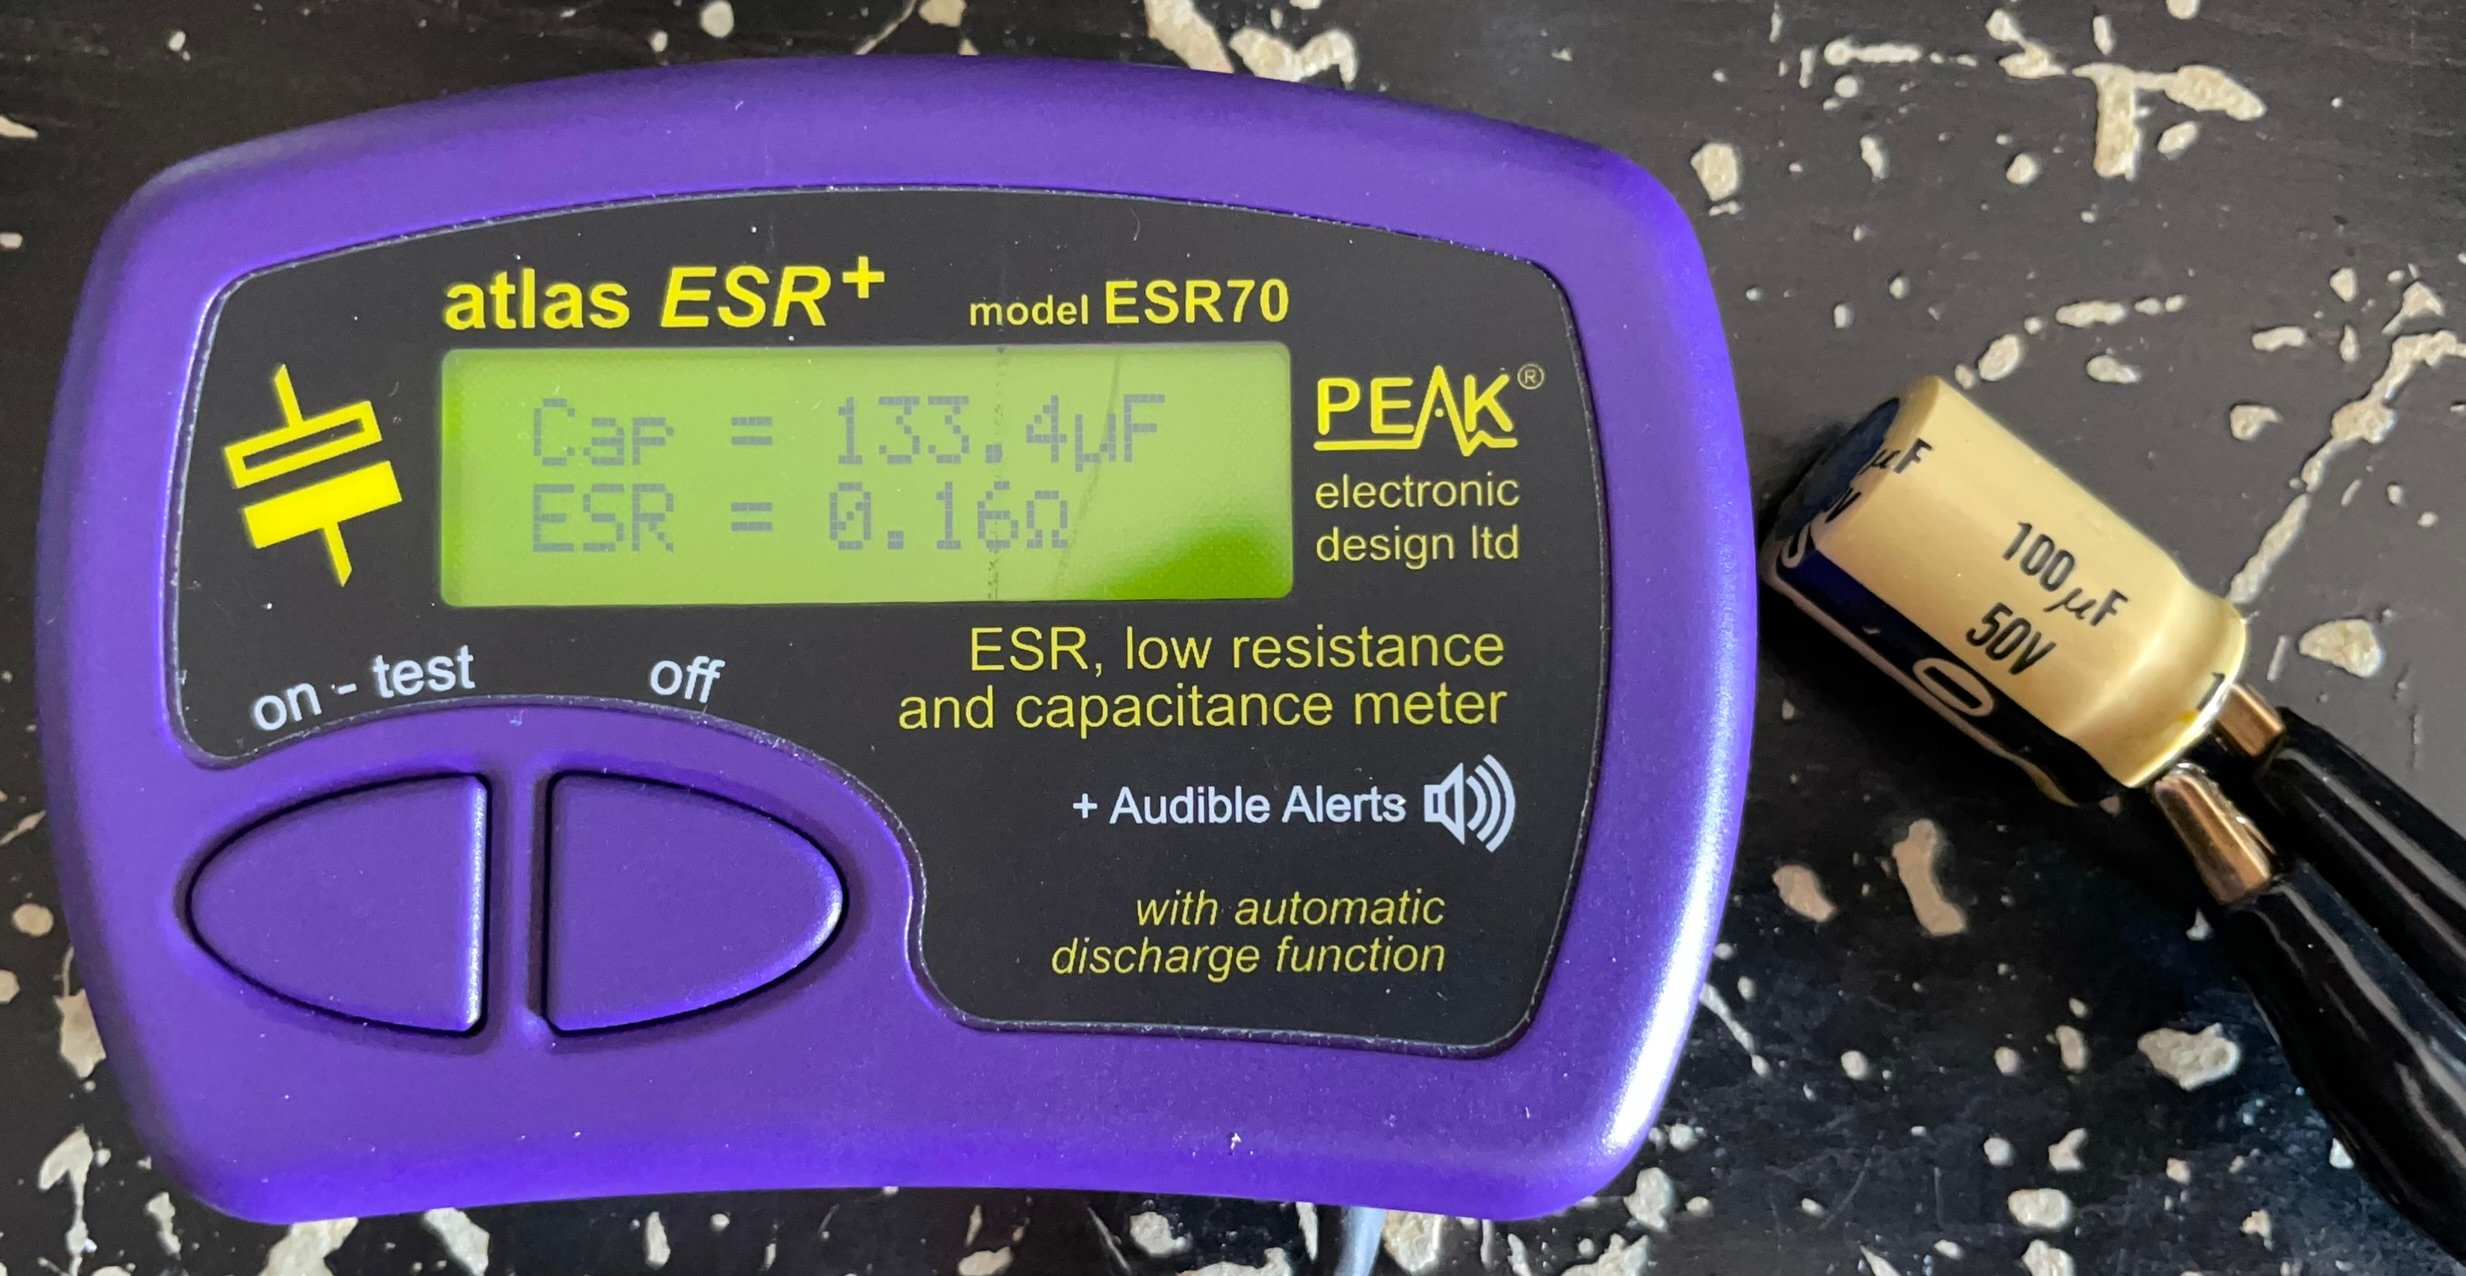 atlas ESR+ model ESR70
Cap = 133.4µF
ESR = 0.16Ω
PEAK®
electronic
design ltd
on - test
off
ESR, low resistance
and capacitance meter
+ Audible Alerts
with automatic
discharge function
µF
V
100µF
50V